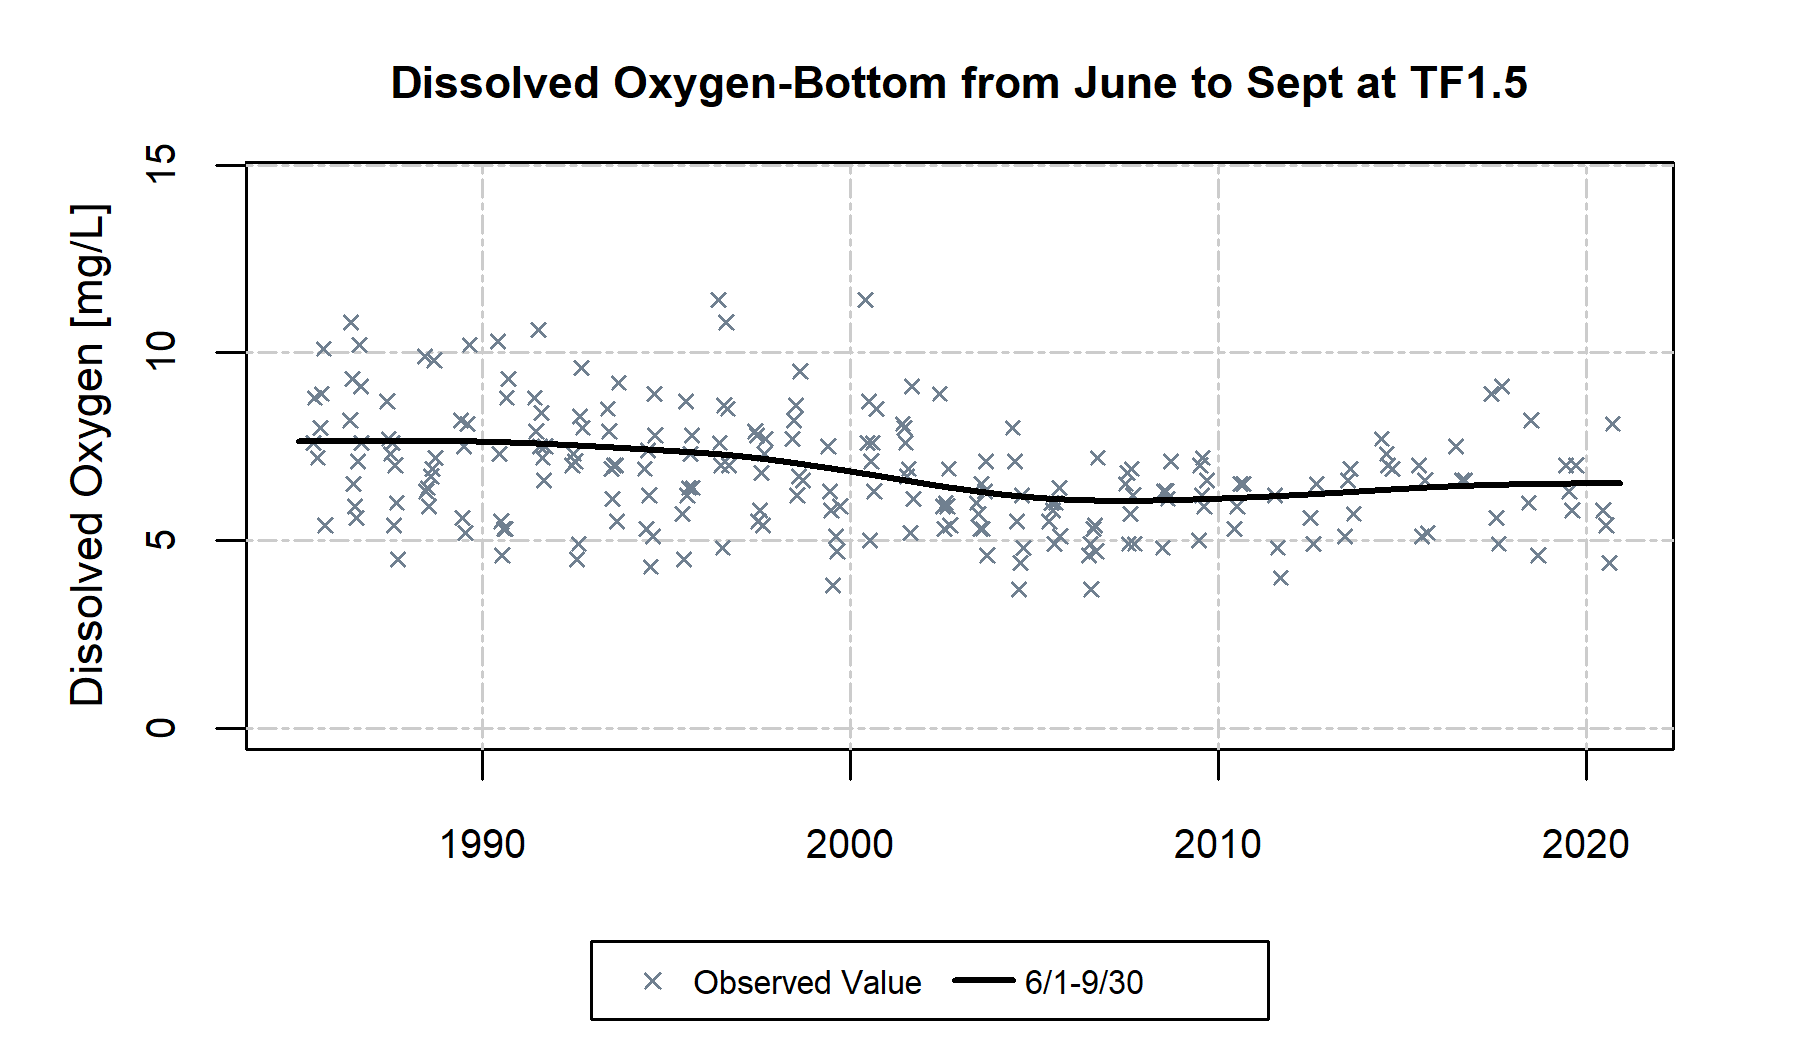 Dissolved Oxygen-Bottom from June to Sept at TF1.5
Dissolved Oxygen [mg/L]
15
10
5
0
1990 2000 2010 2020
Observed Value 6/1-9/30